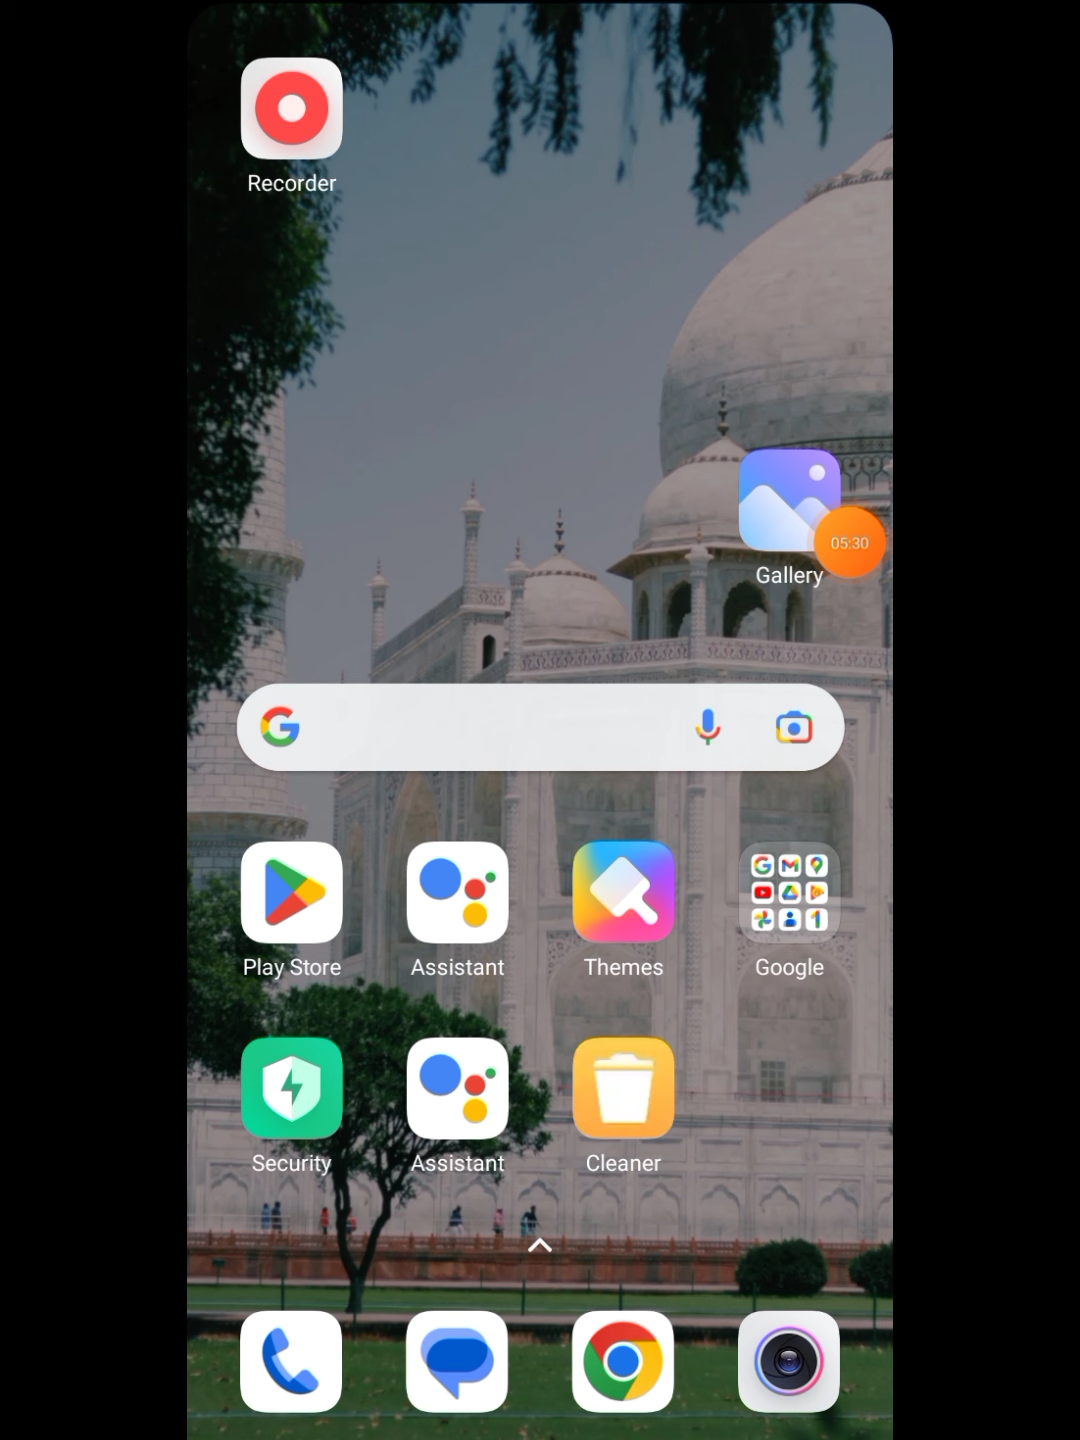 Recorder
05:30
Gallery
Play Store
Assistant
Themes
Google
Security
Assistant
Cleaner